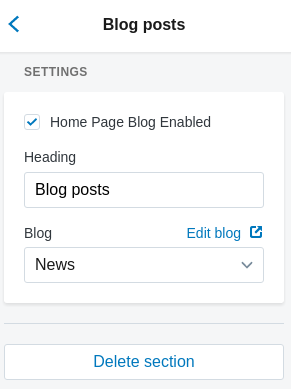 Blog posts
SETTINGS
Home Page Blog Enabled
Heading
Blog posts
Blog Edit blog
News
Delete section